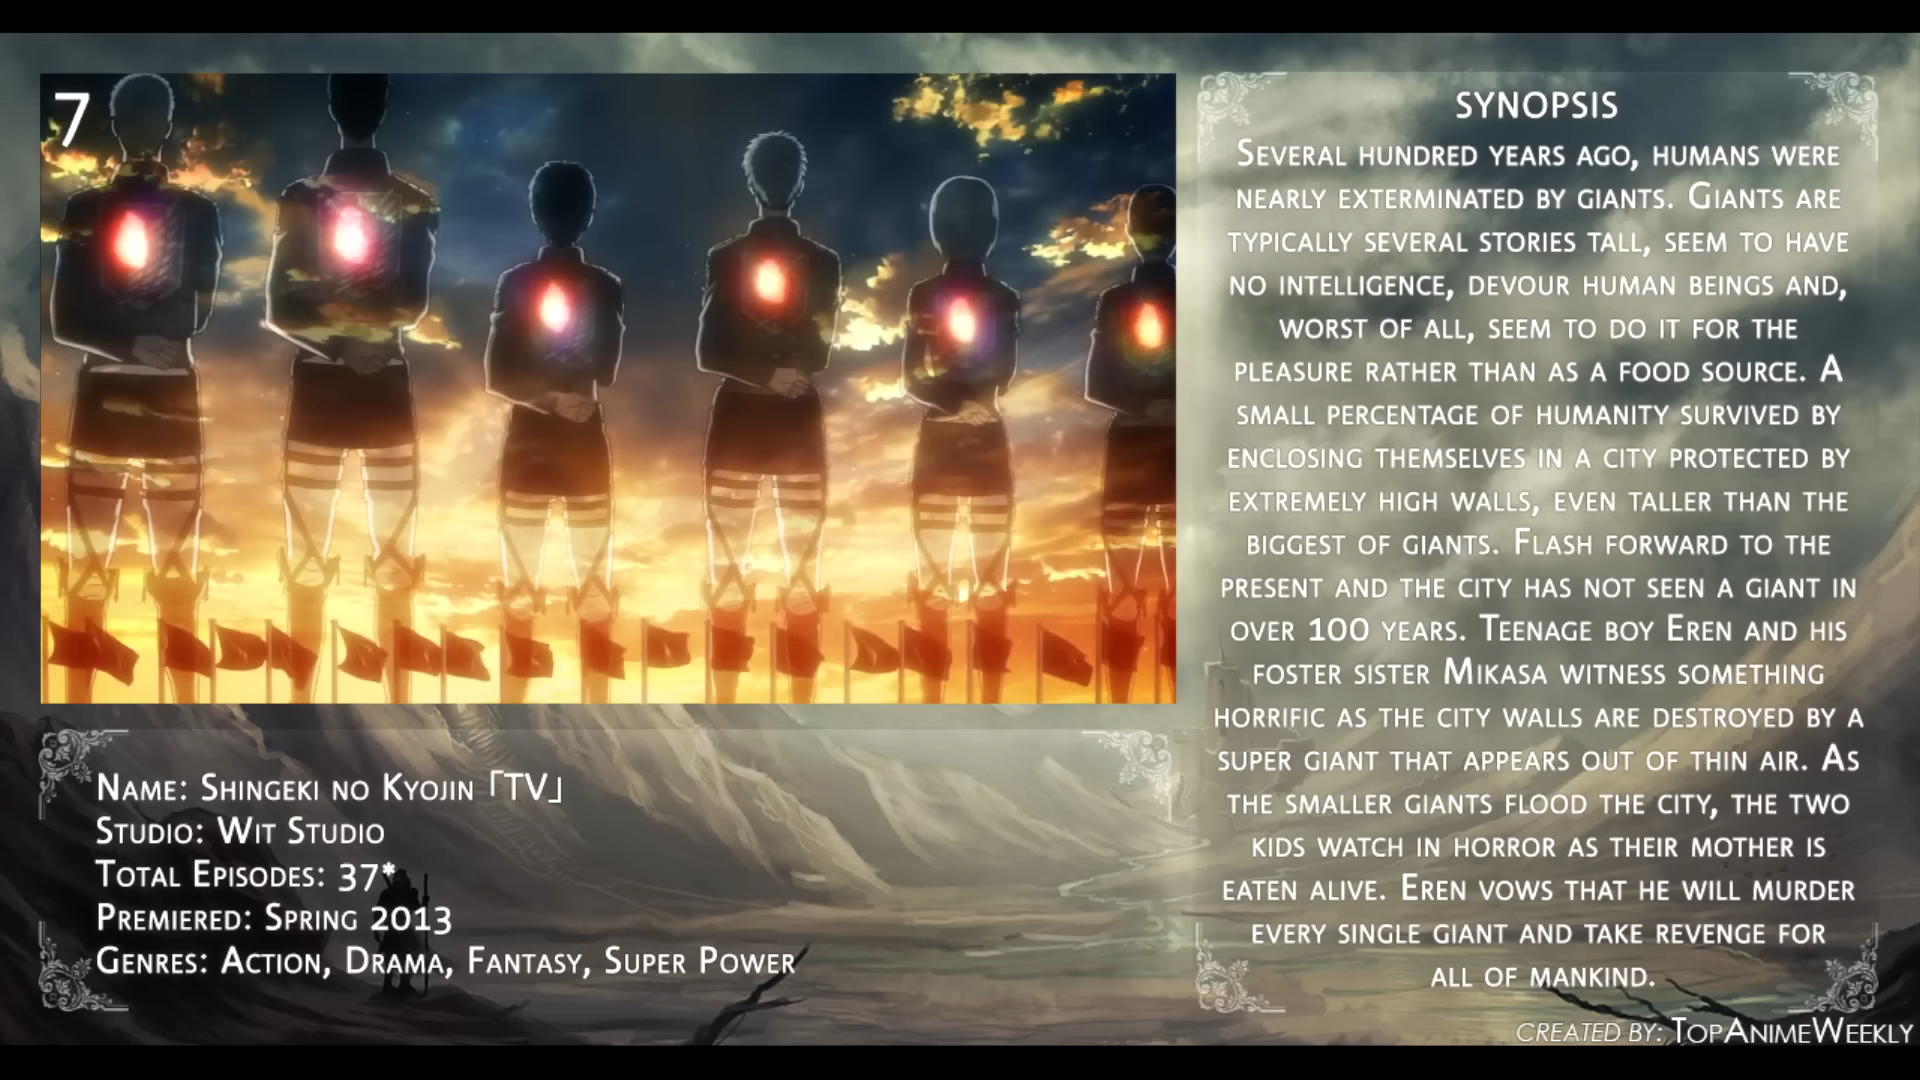 7
SYNOPSIS
Several hundred years ago, humans were
nearly exterminated by giants. Giants are
typically several stories tall, seem to have
no intelligence, devour human beings and,
worst of all, seem to do it for the
pleasure rather than as a food source. A
small percentage of humanity survived by
enclosing themselves in a city protected by
extremely high walls, even taller than the
biggest of giants. Flash forward to the
present and the city has not seen a giant in
over 100 years. Teenage boy Eren and his
foster sister Mikasa witness something
horrific as the city walls are destroyed by a
super giant that appears out of thin air. As
the smaller giants flood the city, the two
kids watch in horror as their mother is
eaten alive. Eren vows that he will murder
every single giant and take revenge for
all of mankind.
Name: Shingeki no Kyojin 「TV」
Studio: Wit Studio
Total Episodes: 37*
Premiered: Spring 2013
Genres: Action, Drama, Fantasy, Super Power
CREATED BY: TopAnimeWeekly